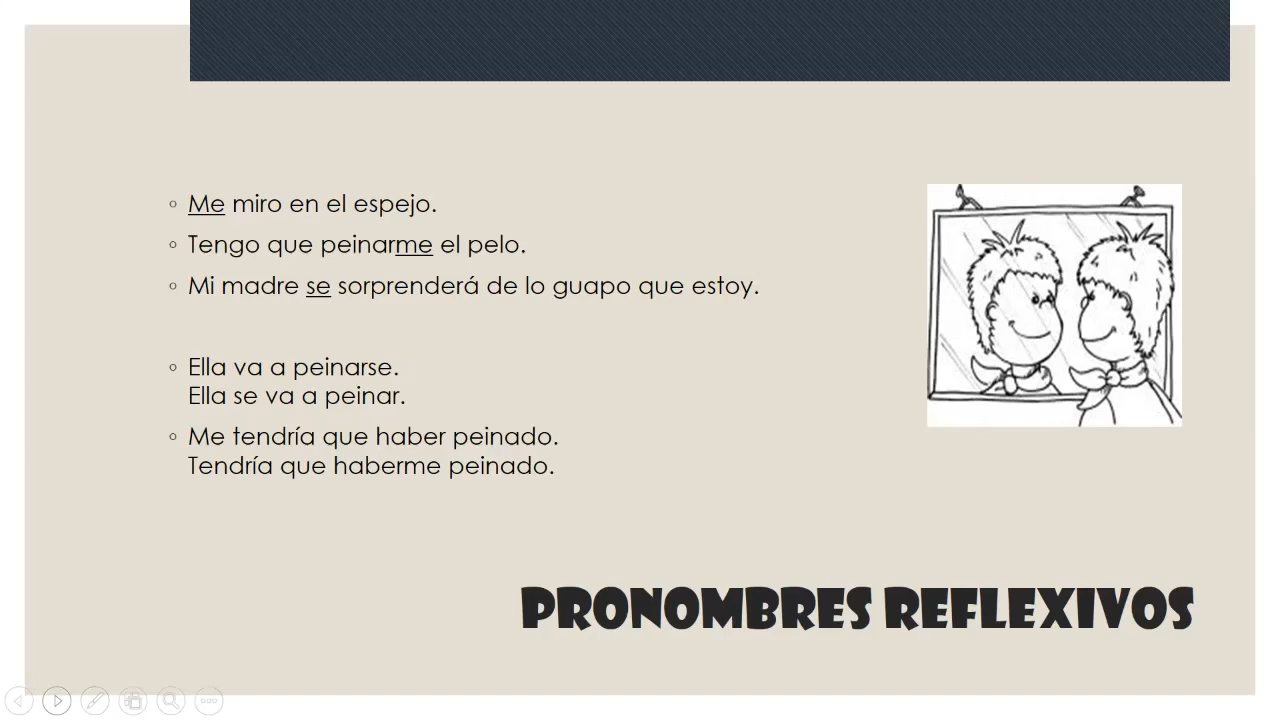 Me miro en el espejo.
Tengo que peinarme el pelo.
Mi madre se sorprenderá de lo guapo que estoy.
Ella va a peinarse.
Ella se va a peinar.
Me tendría que haber peinado.
Tendría que haberme peinado.
PRONOMBRES REFLEXIVOS